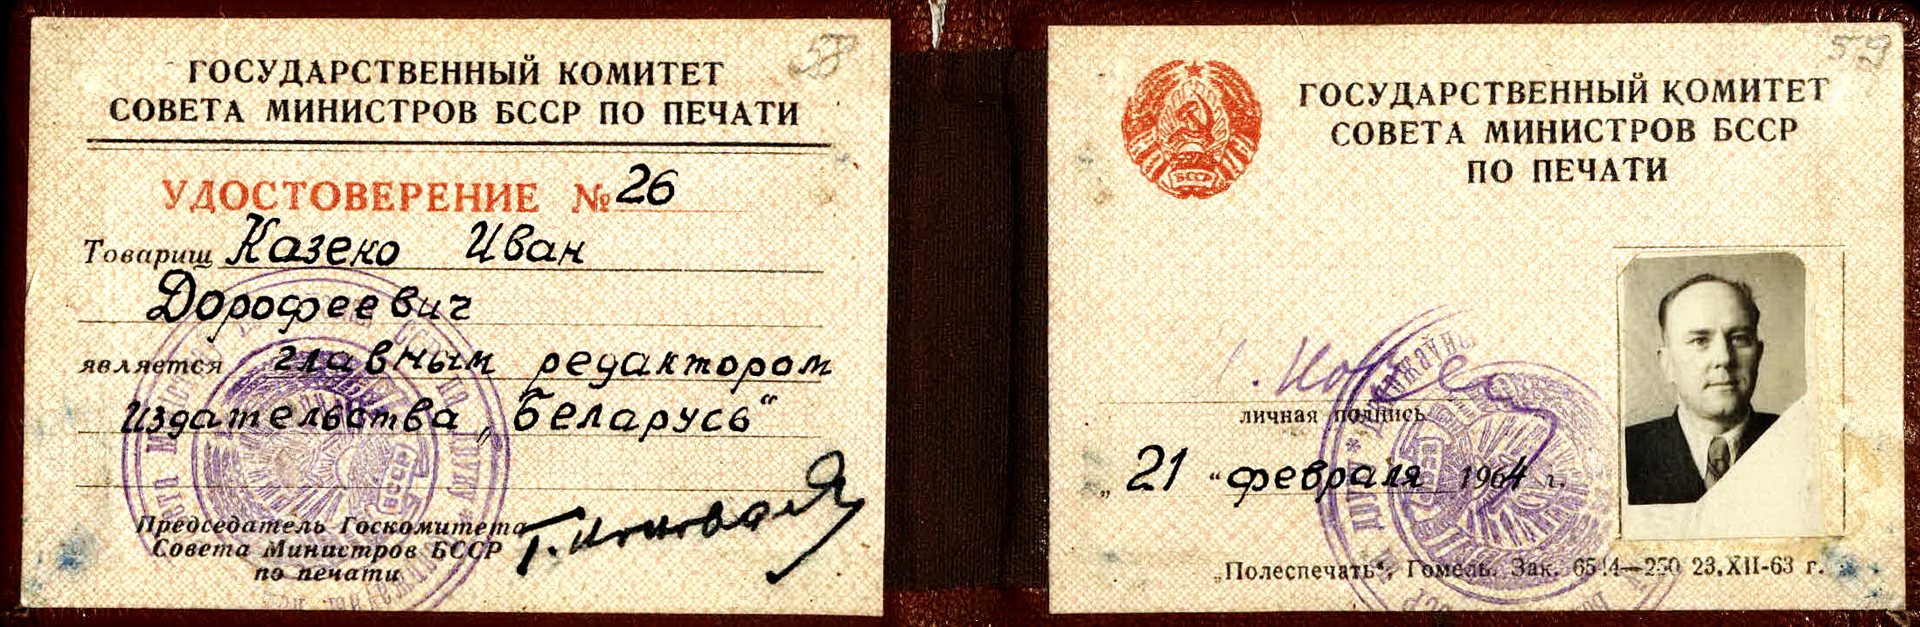 58
ГОСУДАРСТВЕННЫЙ КОМИТЕТ
СОВЕТА МИНИСТРОВ БССР ПО ПЕЧАТИ
УДОСТОВЕРЕНИЕ № 26
Товарищ Казеко Иван
Дорофеевич
является главным редактором
издательства „Беларусь“
Председатель Госкомитета
Совета Министров БССР
по печати
59
ГОСУДАРСТВЕННЫЙ КОМИТЕТ
СОВЕТА МИНИСТРОВ БССР
ПО ПЕЧАТИ
БССР
личная подпись
„21 “ февраля 1964 г.
„Полеспечать“, Гомель. Зак. 23.XII-63 г.